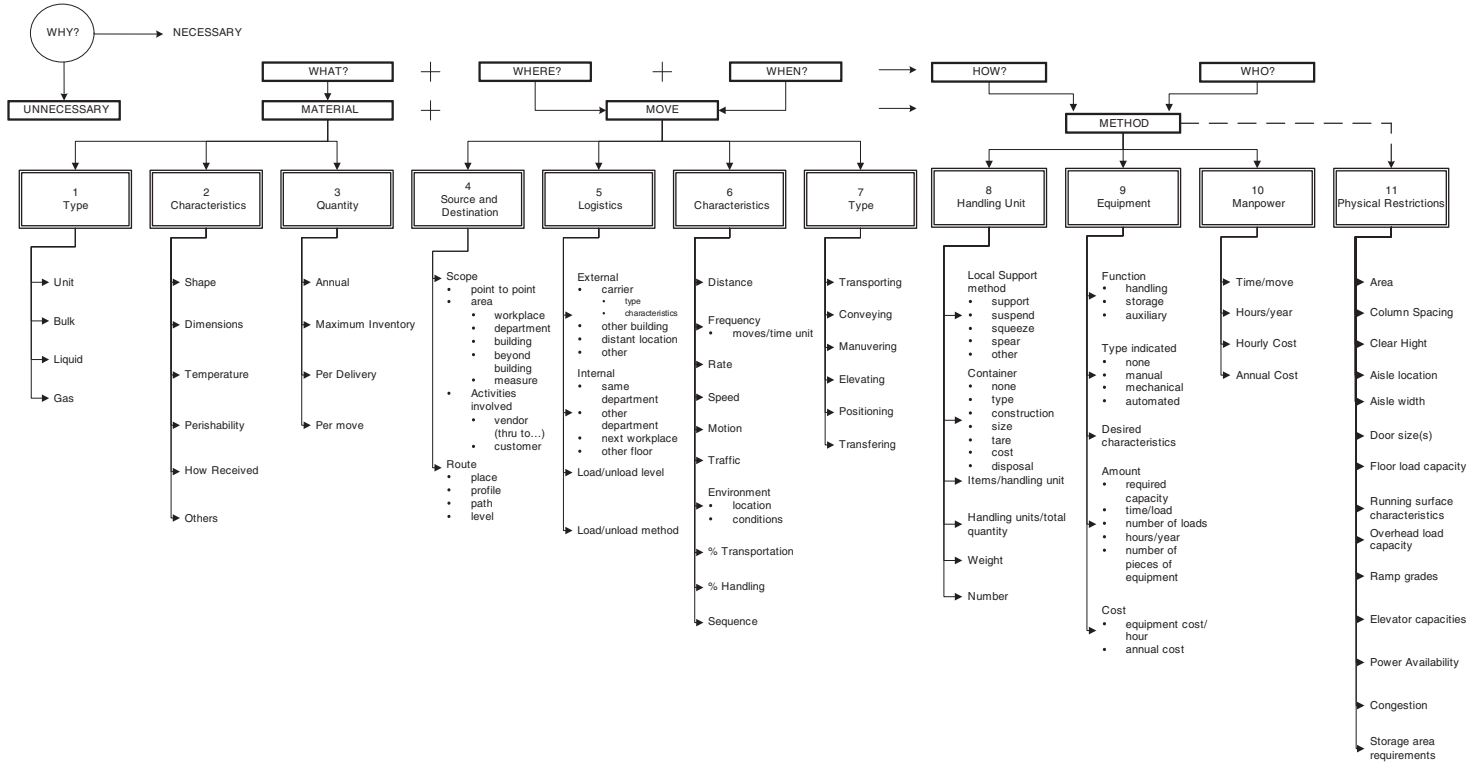 WHY?
NECESSARY
UNNECESSARY
WHAT?
+
WHERE?
+
WHEN?
HOW?
WHO?
MATERIAL
+
MOVE
METHOD
1
Type
Unit
Bulk
Liquid
Gas
2
Characteristics
Shape
Dimensions
Temperature
Perishability
How Received
Others
3
Quantity
Annual
Maximum Inventory
Per Delivery
Per move
4
Source and
Destination
Scope
• point to point
• area
• workplace
• department
• building
• beyond
building
• measure
• Activities
involved
• vendor
(thru to...)
• customer
Route
• place
• profile
• path
• level
5
Logistics
External
• carrier
• type
• characteristics
• other building
• distant location
• other
Internal
• same
department
• other
department
• next workplace
• other floor
Load/unload level
Load/unload method
6
Characteristics
Distance
Frequency
• moves/time unit
Rate
Speed
Motion
Traffic
Environment
• location
• conditions
% Transportation
% Handling
Sequence
7
Type
Transporting
Conveying
Manuvering
Elevating
Positioning
Transfering
8
Handling Unit
Local Support
method
• support
• suspend
• squeeze
• spear
• other
Container
• none
• type
• construction
• size
• tare
• cost
• disposal
Items/handling unit
Handling units/total
quantity
Weight
Number
9
Equipment
Function
• handling
• storage
• auxiliary
Type indicated
• none
• manual
• mechanical
• automated
Desired
characteristics
Amount
• required
capacity
• time/load
• number of loads
• hours/year
• number of
pieces of
equipment
Cost
• equipment cost/
hour
• annual cost
10
Manpower
Time/move
Hours/year
Hourly Cost
Annual Cost
11
Physical Restrictions
Area
Column Spacing
Clear Hight
Aisle location
Aisle width
Door size(s)
Floor load capacity
Running surface
characteristics
Overhead load
capacity
Ramp grades
Elevator capacities
Power Availability
Congestion
Storage area
requirements